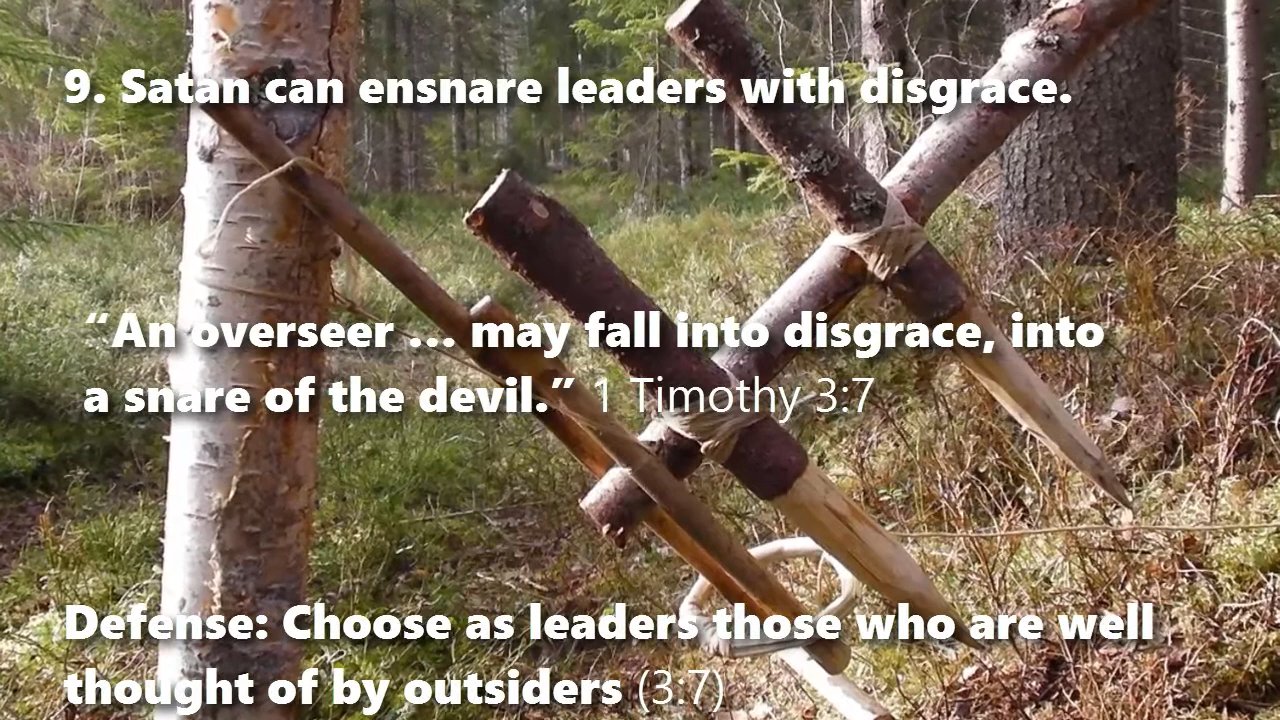 9. Satan can ensnare leaders with disgrace.
“An overseer … may fall into disgrace, into
a snare of the devil.” 1 Timothy 3:7
Defense: Choose as leaders those who are well
thought of by outsiders (3:7)